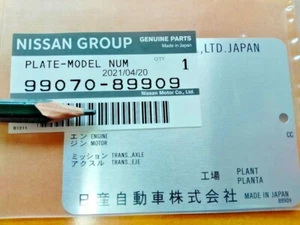 NISSAN GROUP
GENUINE PARTS
Made in Japan
PLATE-MODEL NUM
QTY.
1
2021/04/20
99070-89909
Nissan Motor Co., Ltd.
B1011
,LTD.JAPAN
CC
エン ENGINE
ジン MOTOR
ミッション TRANS.AXLE
アクスル TRANS.EJE
工場 PLANT
PLANTA
日産自動車株式会社
MADE IN JAPAN
89909